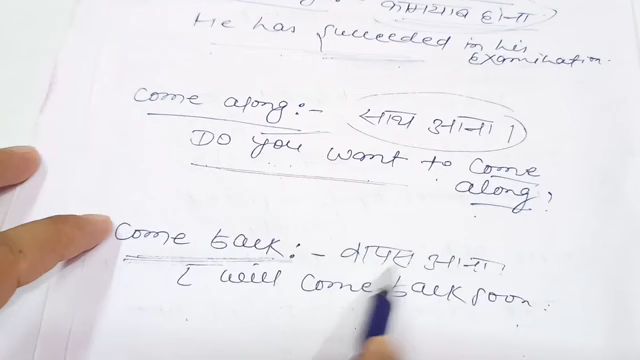 कामयाब होना
He has succeeded in his
examination.
Come along:- साथ आना।
Do you want to come
along?
Come back:- वापस आना।
I will come back soon.